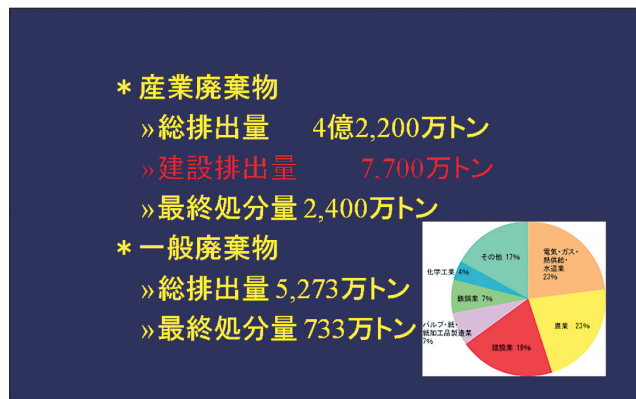 ＊産業廃棄物
»総排出量 4億2,200万トン
»建設排出量 7,700万トン
»最終処分量 2,400万トン
＊一般廃棄物
»総排出量 5,273万トン
»最終処分量 733万トン
電気・ガス・
熱供給・
水道業
23%
農業 23%
建設業 19%
パルプ・紙・
紙加工品製造業
7%
鉄鋼業 7%
化学工業 4%
その他 17%